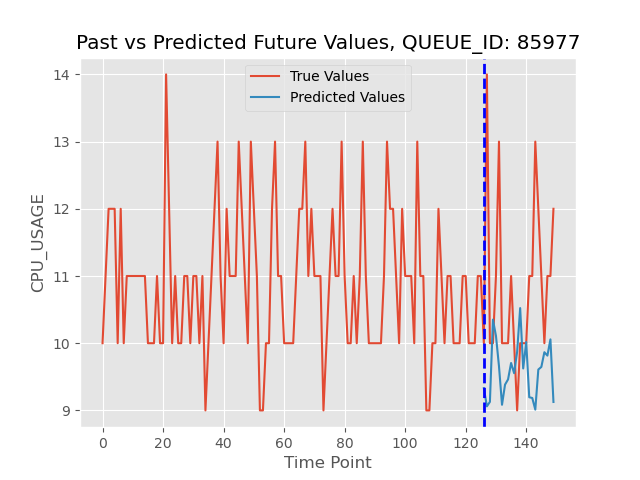 Past vs Predicted Future Values, QUEUE_ID: 85977
True Values
Predicted Values
14
13
12
11
10
9
CPU_USAGE
0 20 40 60 80 100 120 140
Time Point